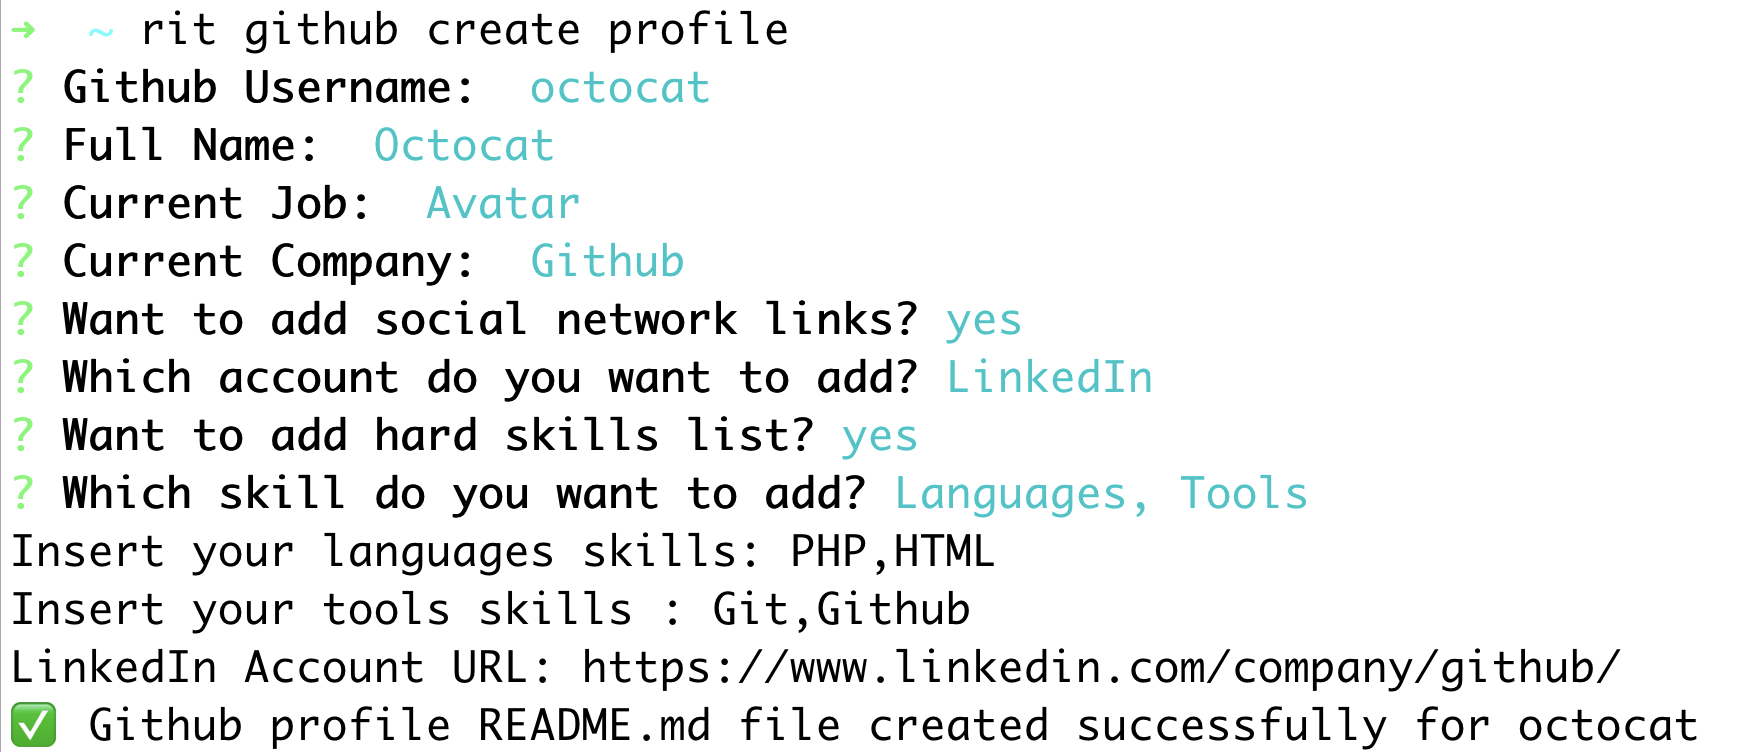 ➜  ~ rit github create profile
? Github Username:  octocat
? Full Name:  Octocat
? Current Job:  Avatar
? Current Company:  Github
? Want to add social network links? yes
? Which account do you want to add? LinkedIn
? Want to add hard skills list? yes
? Which skill do you want to add? Languages, Tools
Insert your languages skills: PHP,HTML
Insert your tools skills : Git,Github
LinkedIn Account URL: https://www.linkedin.com/company/github/
✅ Github profile README.md file created successfully for octocat